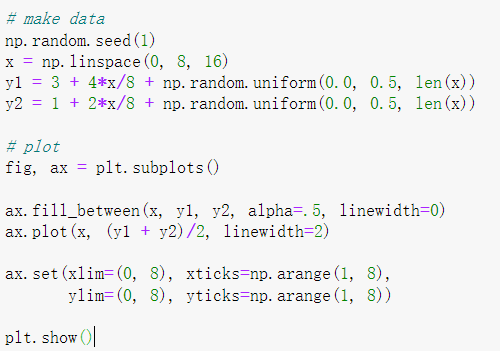 # make data
np.random.seed(1)
x = np.linspace(0, 8, 16)
y1 = 3 + 4*x/8 + np.random.uniform(0.0, 0.5, len(x))
y2 = 1 + 2*x/8 + np.random.uniform(0.0, 0.5, len(x))
# plot
fig, ax = plt.subplots()
ax.fill_between(x, y1, y2, alpha=.5, linewidth=0)
ax.plot(x, (y1 + y2)/2, linewidth=2)
ax.set(xlim=(0, 8), xticks=np.arange(1, 8),
ylim=(0, 8), yticks=np.arange(1, 8))
plt.show()